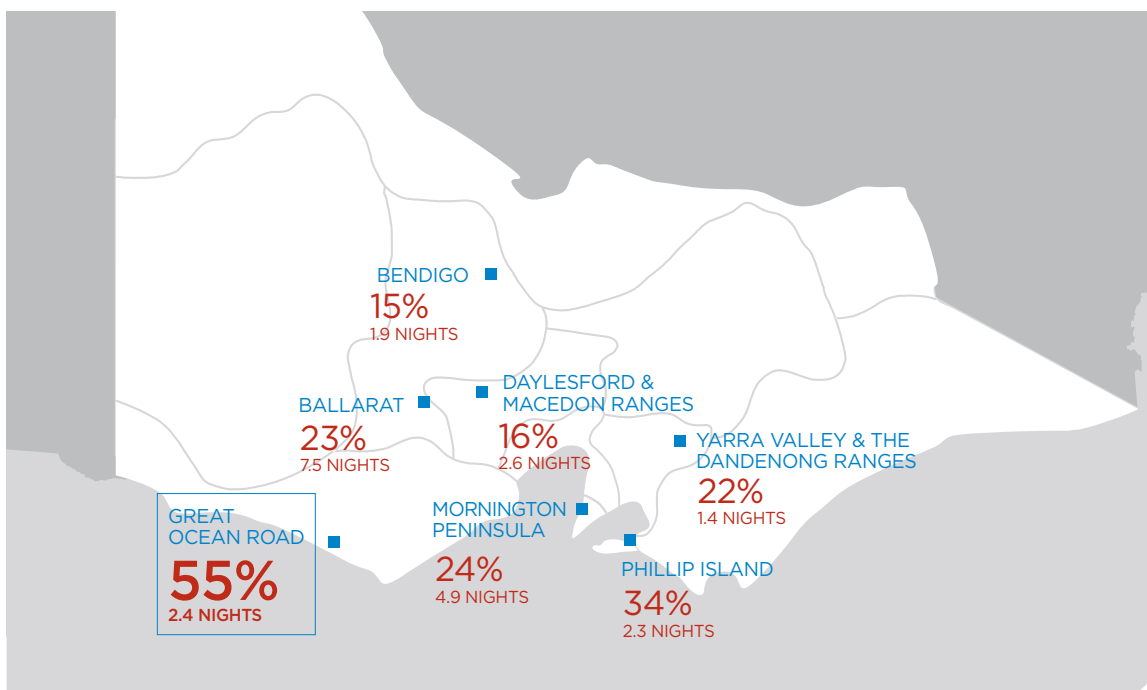 BENDIGO
15%
1.9 NIGHTS
BALLARAT
23%
7.5 NIGHTS
DAYLESFORD &
MACEDON RANGES
16%
2.6 NIGHTS
YARRA VALLEY & THE
DANDENONG RANGES
22%
1.4 NIGHTS
GREAT
OCEAN ROAD
55%
2.4 NIGHTS
MORNINGTON
PENINSULA
24%
4.9 NIGHTS
PHILLIP ISLAND
34%
2.3 NIGHTS